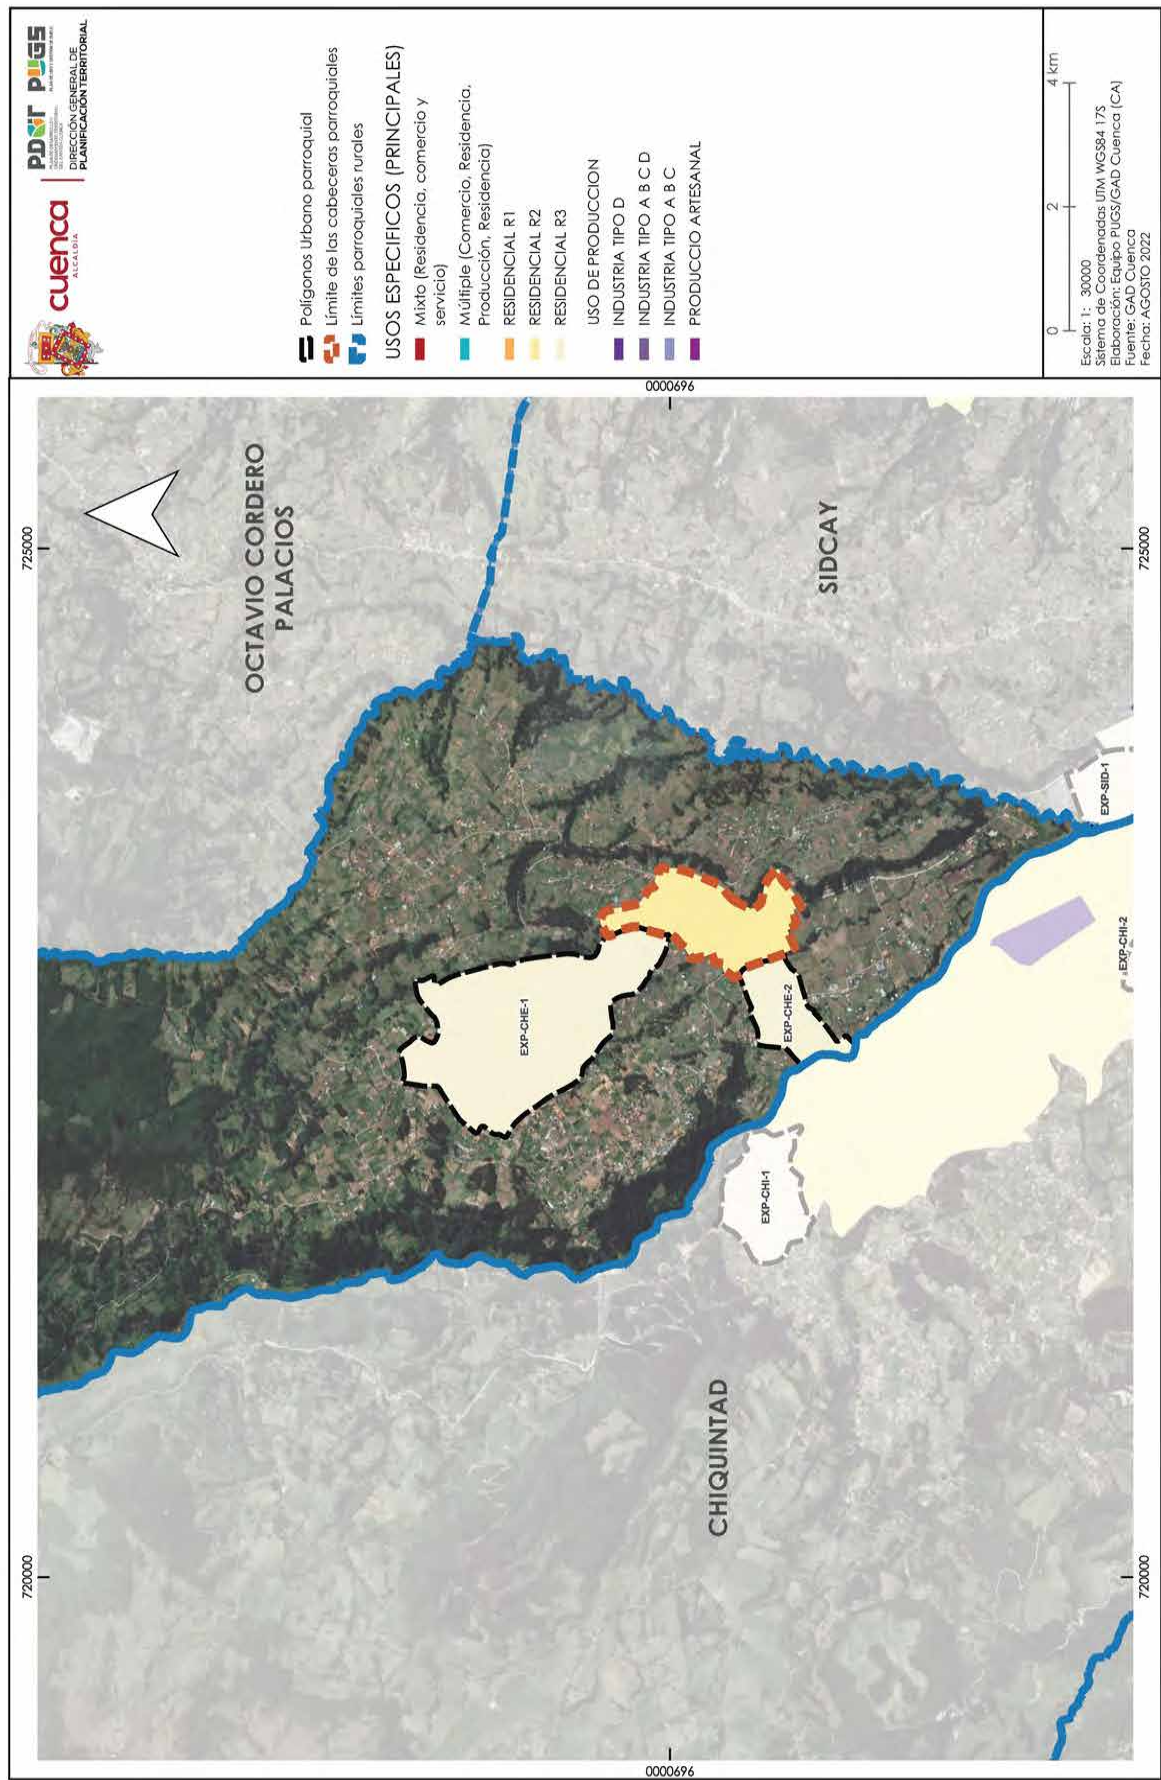 cuenca
ALCALDÍA
PDOT PUGS
DIRECCIÓN GENERAL DE
PLANIFICACIÓN TERRITORIAL
Polígonos Urbano parroquial
Límite de las cabeceras parroquiales
Límites parroquiales rurales
USOS ESPECIFICOS (PRINCIPALES)
Mixto (Residencia, comercio y
servicio)
Múltiple (Comercio, Residencia,
Producción, Residencia)
RESIDENCIAL R1
RESIDENCIAL R2
RESIDENCIAL R3
USO DE PRODUCCION
INDUSTRIA TIPO D
INDUSTRIA TIPO A B C D
INDUSTRIA TIPO A B C
PRODUCCIO ARTESANAL
0 2 4 km
Escala: 1: 30000
Sistema de Coordenadas UTM WGS84 17S
Elaboración: Equipo PUGS/GAD Cuenca (CA)
Fuente: GAD Cuenca
Fecha: AGOSTO 2022
720000
725000
OCTAVIO CORDERO
PALACIOS
EXP-CHE-1
9690000
9690000
CHIQUINTAD
EXP-CHI-1
EXP-CHE-2
SIDCAY
EXP-SID-1
EXP-CHI-2
720000
725000